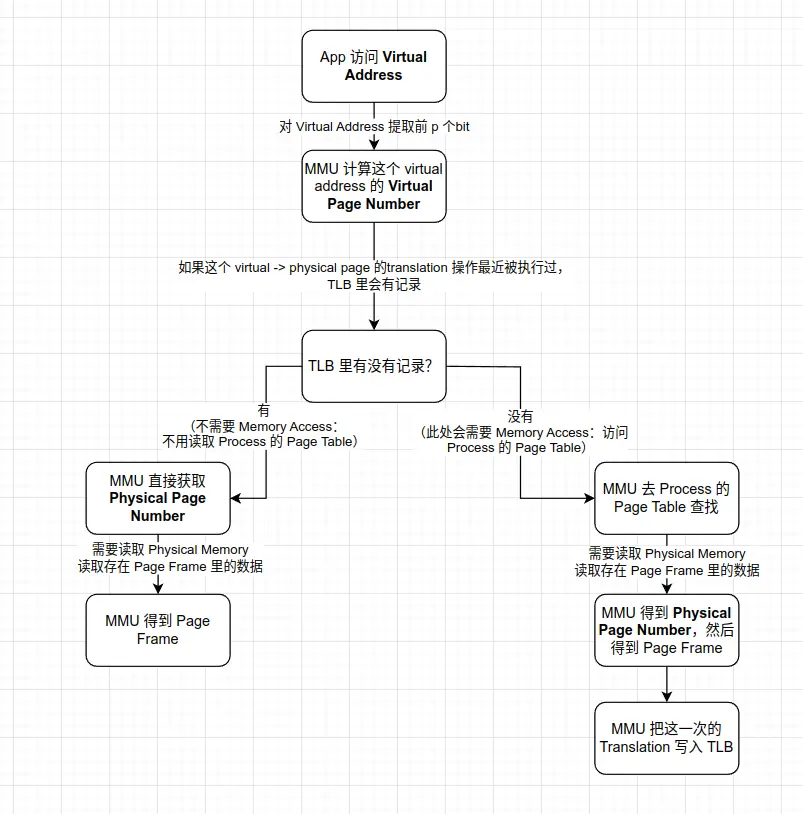 App 访问 Virtual
Address
对 Virtual Address 提取前 p 个bit
MMU 计算这个 virtual
address 的 Virtual
Page Number
如果这个 virtual -> physical page 的translation 操作最近被执行过，
TLB 里会有记录
TLB 里有没有记录？
有
（不需要 Memory Access：
不用读取 Process 的 Page Table）
没有
（此处会需要 Memory Access：访问
Process 的 Page Table）
MMU 直接获取
Physical Page
Number
MMU 去 Process 的
Page Table 查找
需要读取 Physical Memory
读取存在 Page Frame 里的数据
需要读取 Physical Memory
读取存在 Page Frame 里的数据
MMU 得到 Page
Frame
MMU 得到 Physical
Page Number，然后
得到 Page Frame
MMU 把这一次的
Translation 写入 TLB